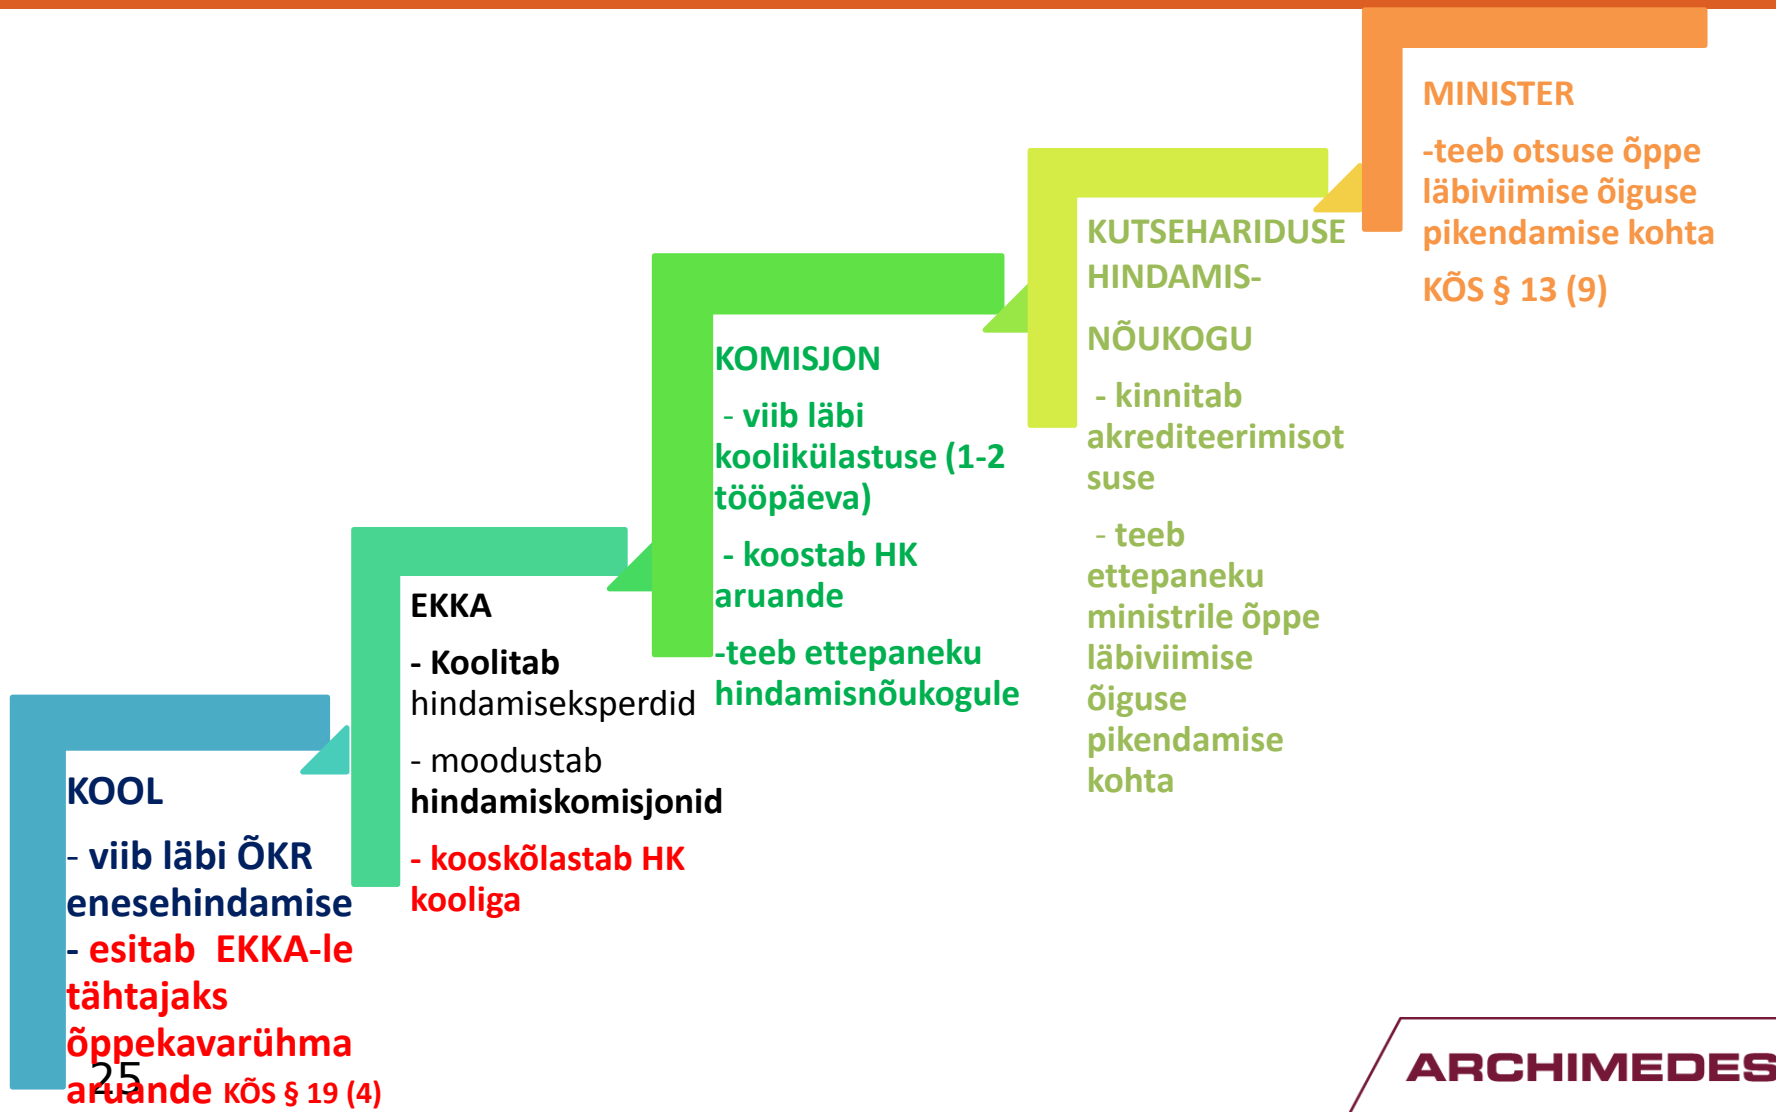 KOOL
- viib läbi ÕKR
enesehindamise
- esitab EKKA-le
tähtajaks
õppekavarühma
aruande KÕS § 19 (4)
25
EKKA
- Koolitab
hindamiseksperdid
- moodustab
hindamiskomisjonid
- kooskõlastab HK
kooliga
KOMISJON
- viib läbi
koolikülastuse (1-2
tööpäeva)
- koostab HK
aruande
-teeb ettepaneku
hindamisnõukogule
KUTSEHARIDUSE
HINDAMIS-
NÕUKOGU
- kinnitab
akrediteerimisot
suse
- teeb
ettepaneku
ministrile õppe
läbiviimise
õiguse
pikendamise
kohta
MINISTER
-teeb otsuse õppe
läbiviimise õiguse
pikendamise kohta
KÕS § 13 (9)
ARCHIMEDES